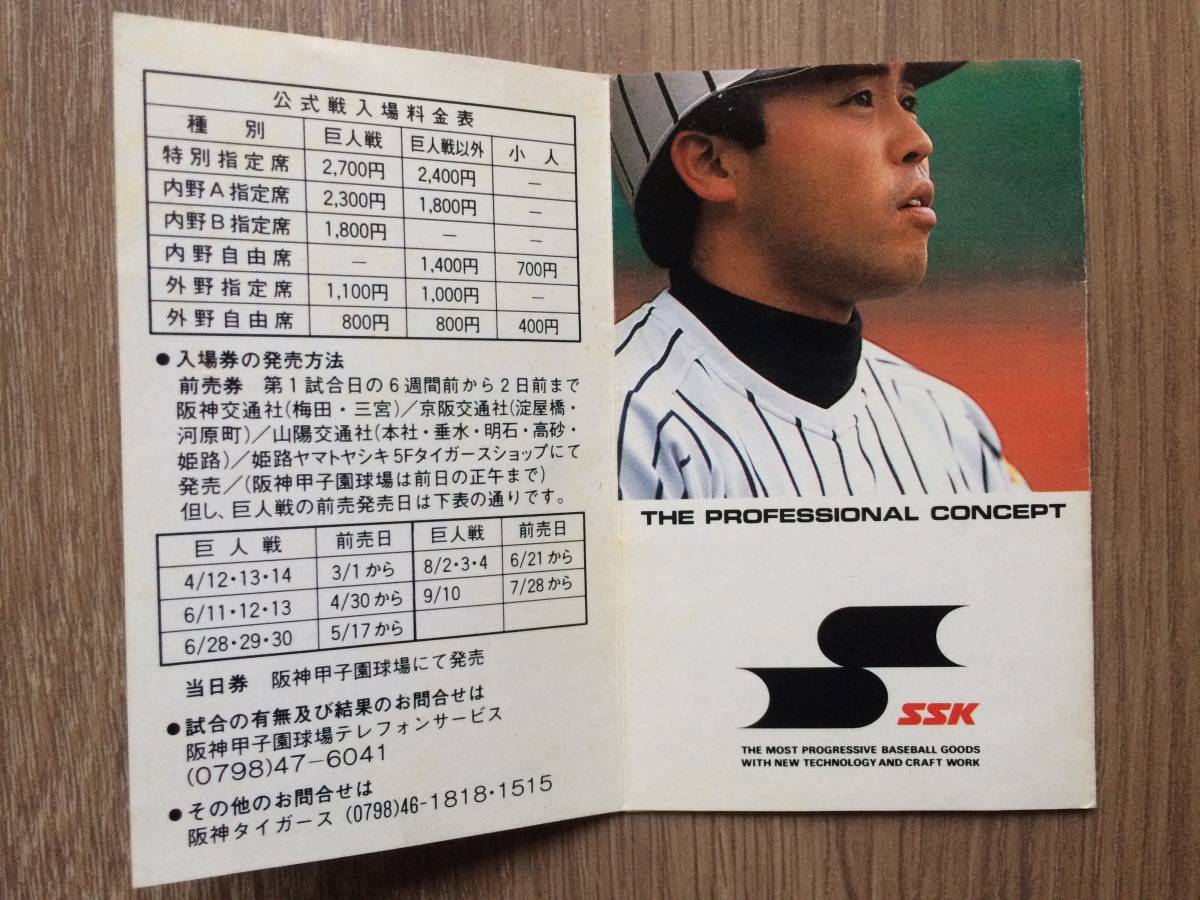 公式戦入場料金表
種別 巨人戦 巨人戦以外 小人
特別指定席 2,700円 2,400円 —
内野A指定席 2,300円 1,800円 —
内野B指定席 1,800円 — —
内野自由席 — 1,400円 700円
外野指定席 1,100円 1,000円 —
外野自由席 800円 800円 400円
●入場券の発売方法
前売券 第1試合日の6週間前から2日前まで
阪神交通社(梅田・三宮)/京阪交通社(淀屋橋・
河原町)/山陽交通社(本社・垂水・明石・高砂・
姫路)/姫路ヤマトヤシキ5Fタイガースショップにて
発売/(阪神甲子園球場は前日の正午まで)
但し、巨人戦の前売発売日は下表の通りです。
巨人戦 前売日 巨人戦 前売日
4/12・13・14 3/1から 8/2・3・4 6/21から
6/11・12・13 4/30から 9/10 7/28から
6/28・29・30 5/17から
当日券 阪神甲子園球場にて発売
●試合の有無及び結果のお問合せは
阪神甲子園球場テレフォンサービス
(0798)47-6041
●その他のお問合せは
阪神タイガース (0798)46-1818・1515
THE PROFESSIONAL CONCEPT
SSK
THE MOST PROGRESSIVE BASEBALL GOODS
WITH NEW TECHNOLOGY AND CRAFT WORK